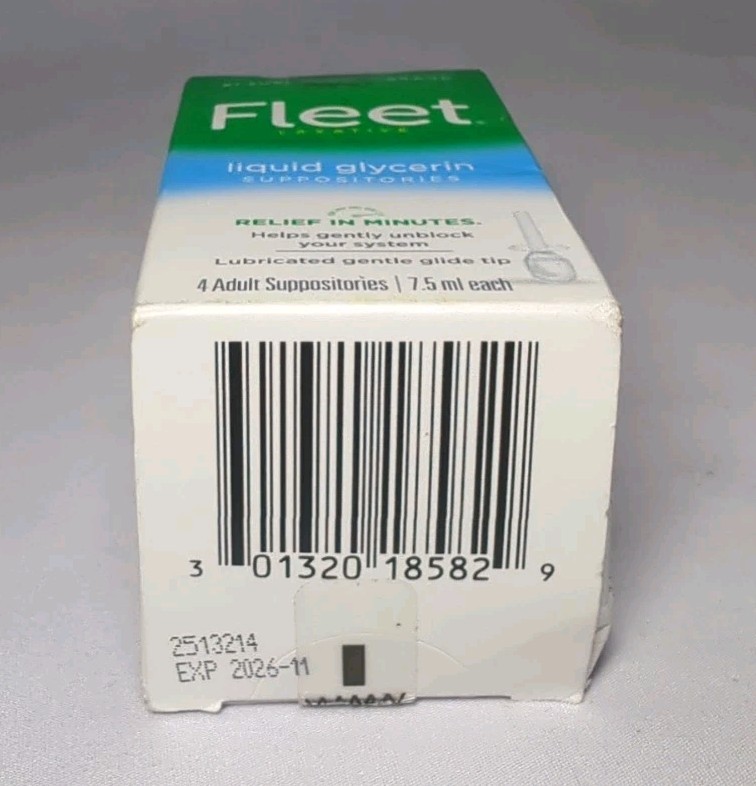 Fleet
LAXATIVE
liquid glycerin
SUPPOSITORIES
RELIEF IN MINUTES.
Helps gently unblock
your system
Lubricated gentle glide tip
4 Adult Suppositories | 7.5 ml each
3 01320 18582 9
2513214
EXP 2026-11